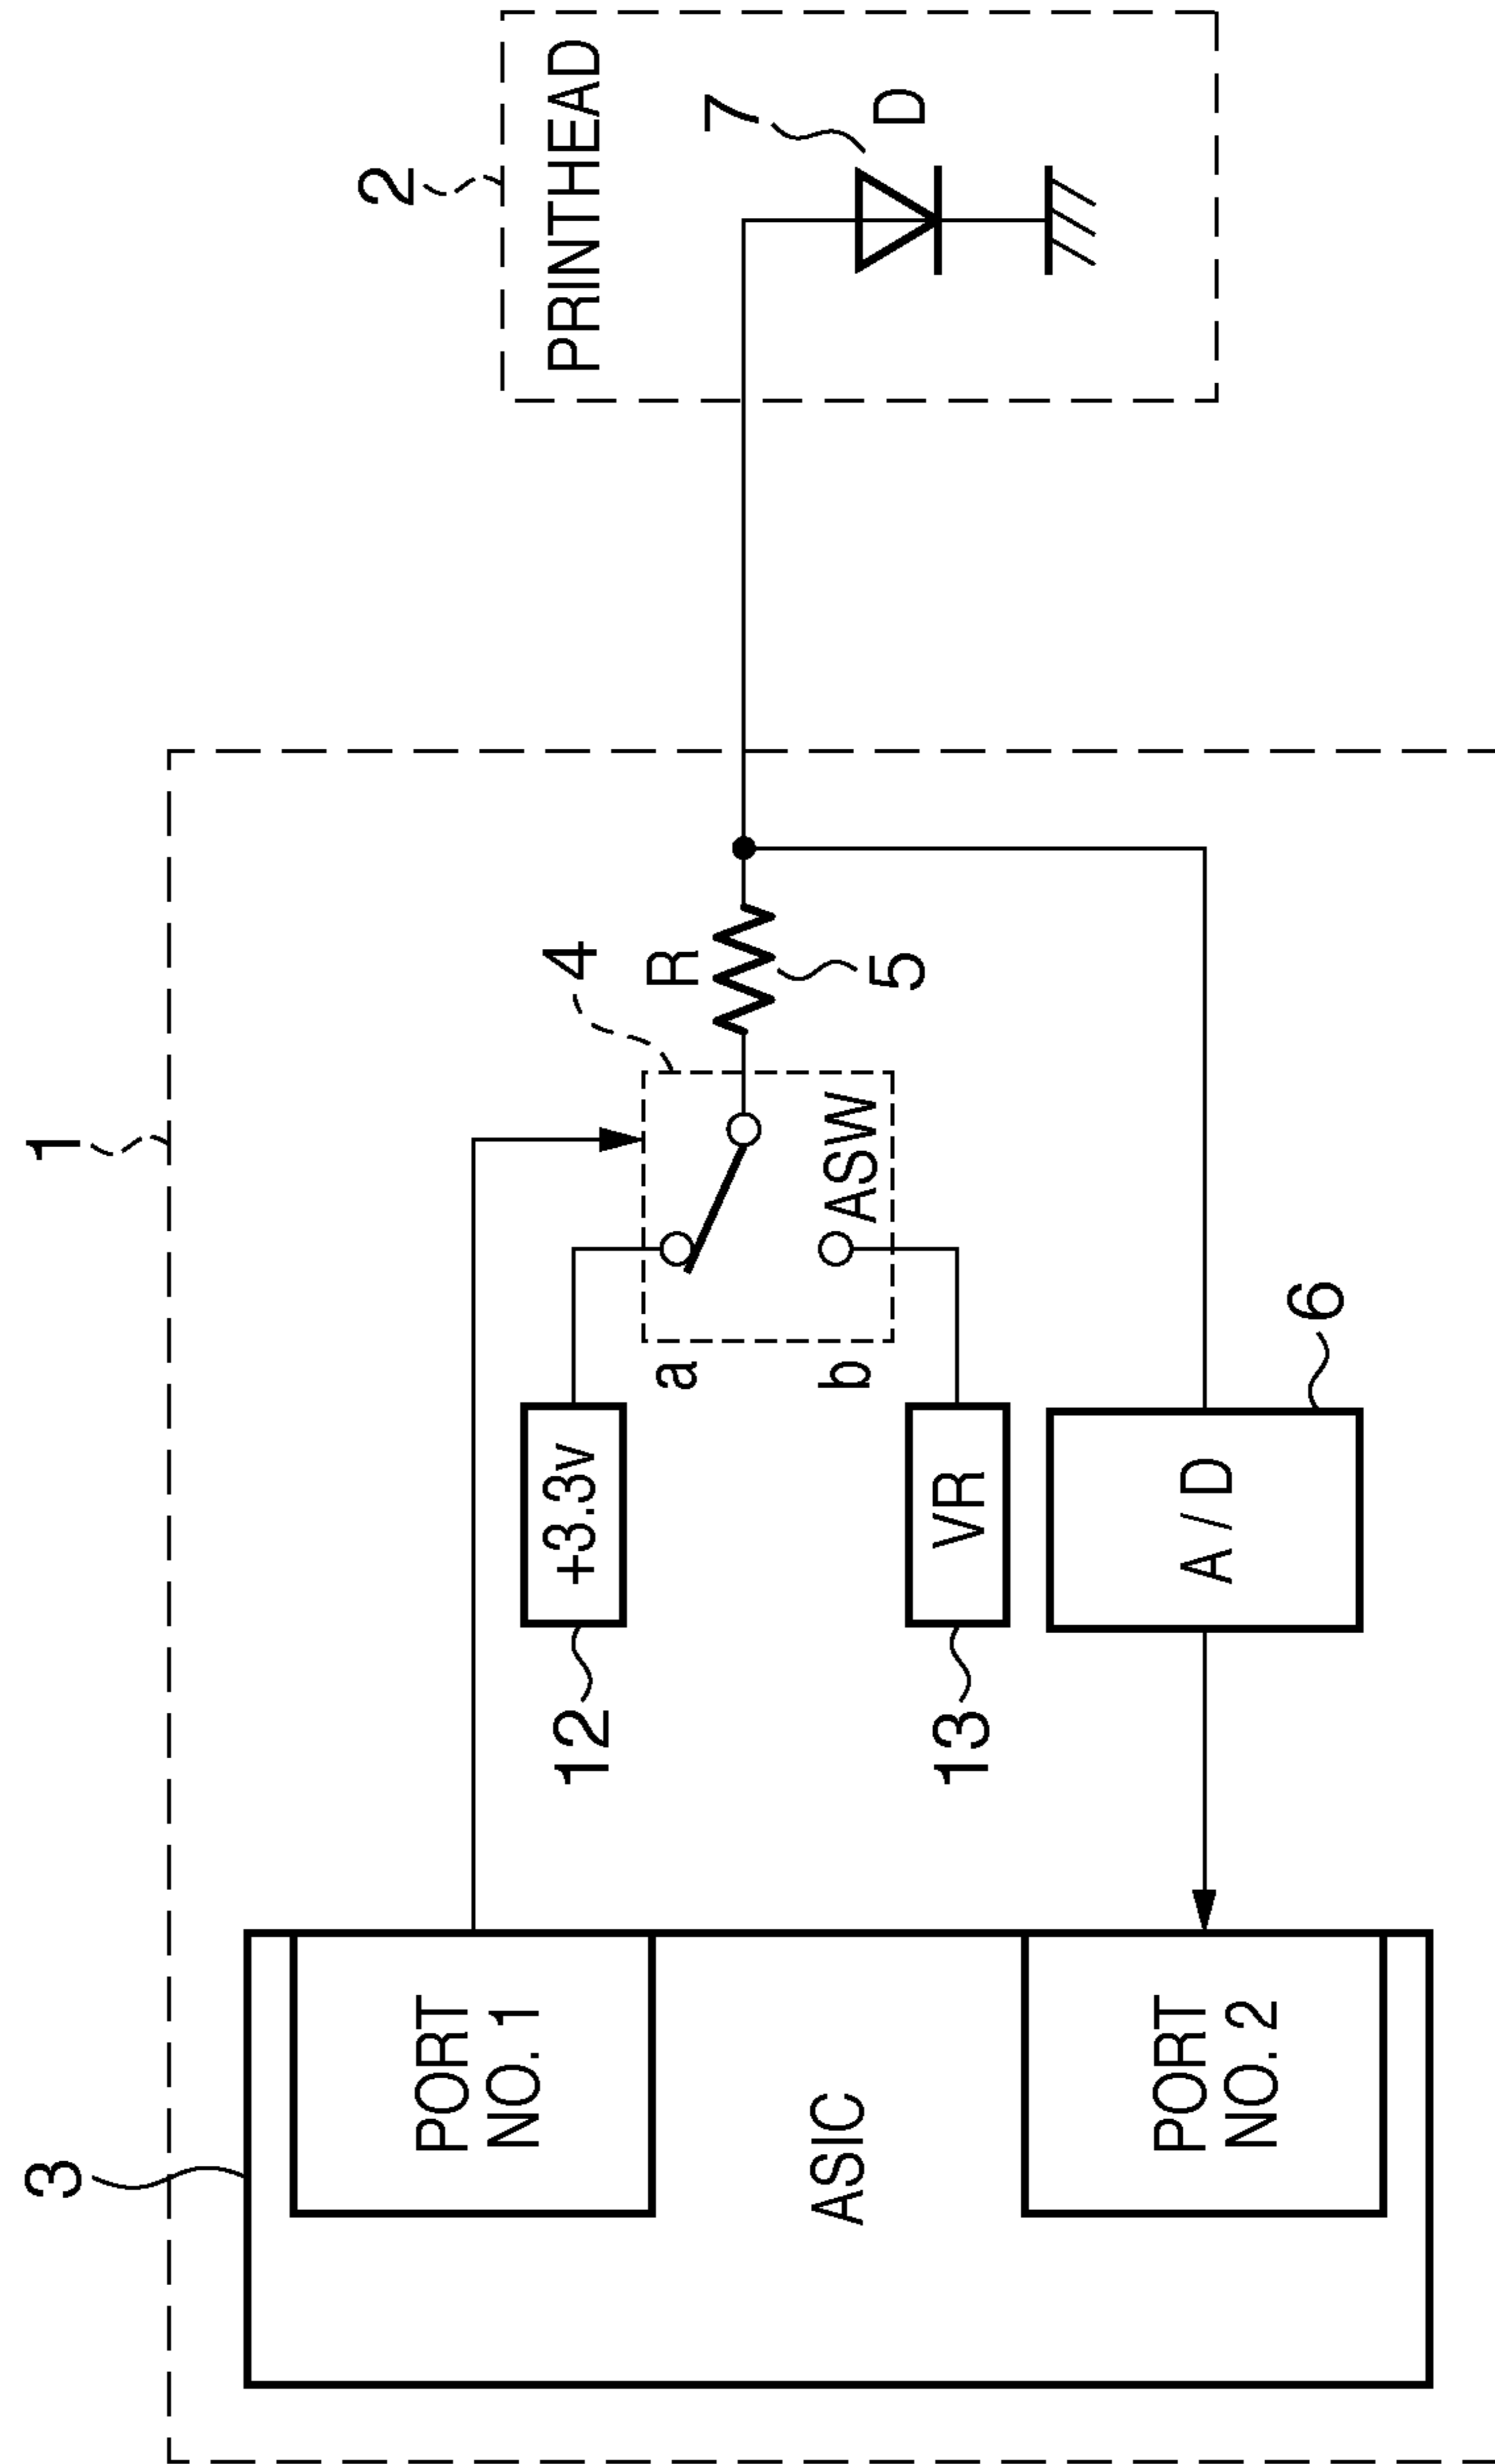 1
2
PRINTHEAD
7
D
3
PORT
NO. 1
ASIC
PORT
NO. 2
12
+3.3v
a
4
R
5
ASW
b
13
VR
A / D
6